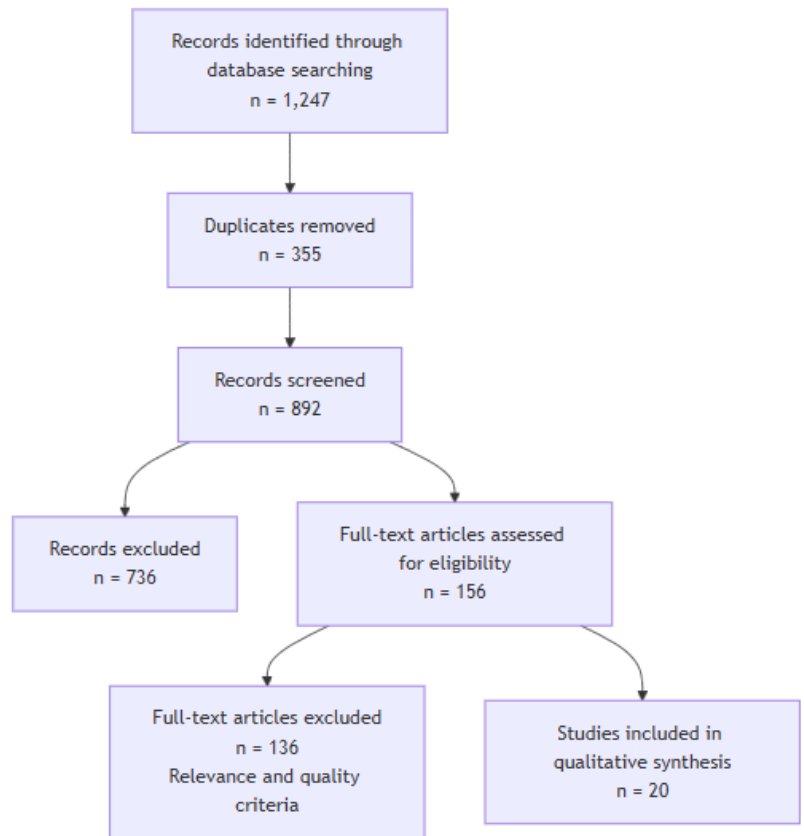 Records identified through
database searching
n = 1,247
Duplicates removed
n = 355
Records screened
n = 892
Records excluded
n = 736
Full-text articles assessed
for eligibility
n = 156
Full-text articles excluded
n = 136
Relevance and quality
criteria
Studies included in
qualitative synthesis
n = 20